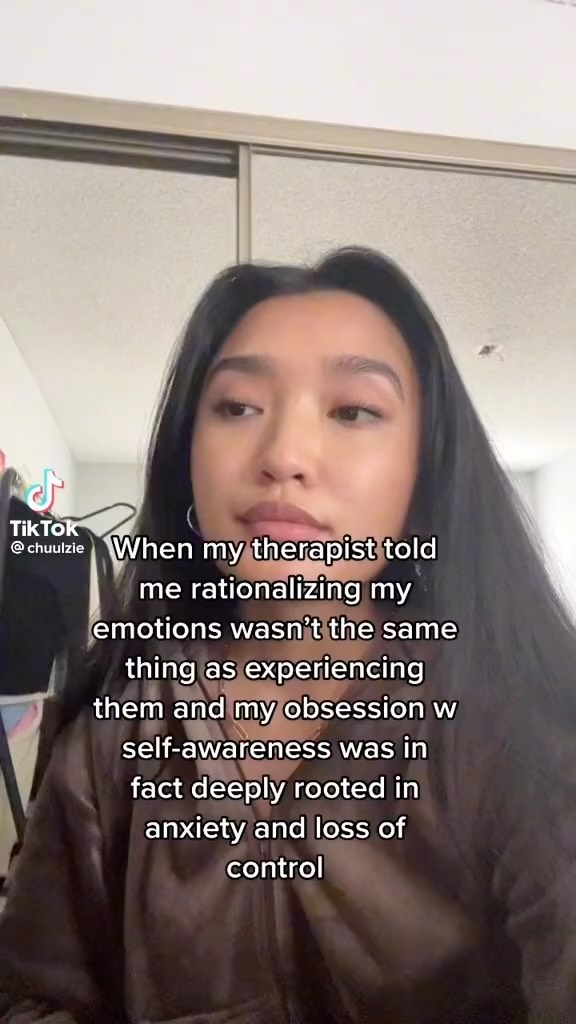 TikTok
@chuulzie
When my therapist told
me rationalizing my
emotions wasn't the same
thing as experiencing
them and my obsession w
self-awareness was in
fact deeply rooted in
anxiety and loss of
control